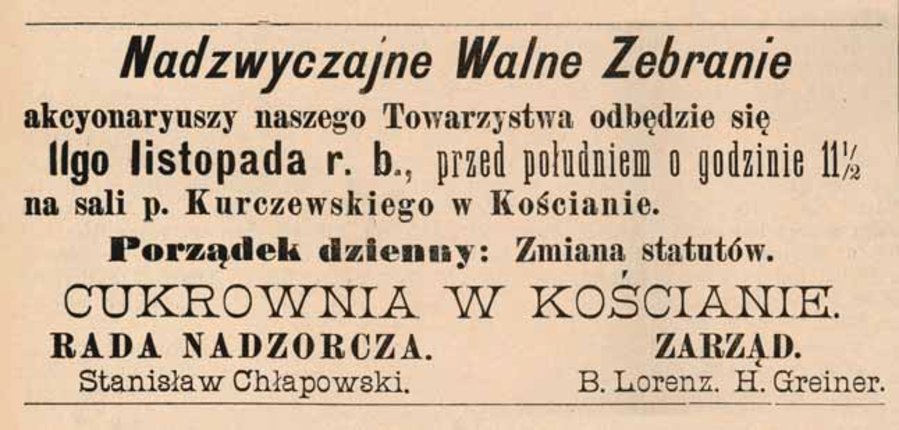 Nadzwyczajne Walne Zebranie
akcyonaryuszy naszego Towarzystwa odbędzie się
11go listopada r. b., przed południem o godzinie 11½
na sali p. Kurczewskiego w Kościanie.
Porządek dzienny: Zmiana statutów.
CUKROWNIA W KOŚCIANIE.
RADA NADZORCZA. ZARZĄD.
Stanisław Chłapowski. B. Lorenz. H. Greiner.